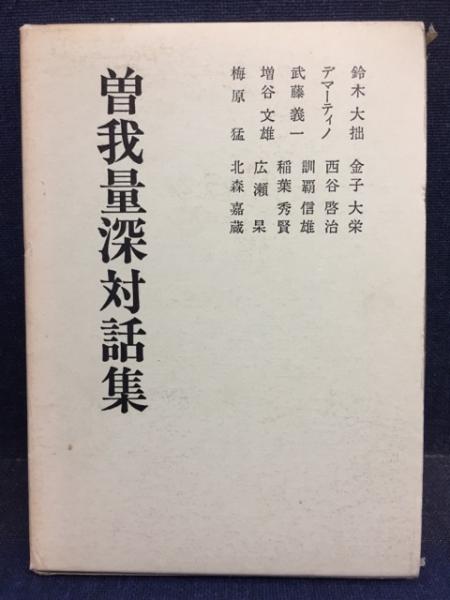 鈴木大拙 金子大栄
デマーティノ 西谷啓治
武藤義一 訓覇信雄
増谷文雄 稲葉秀賢
梅原猛 広瀬杲
北森嘉蔵
曽我量深対話集